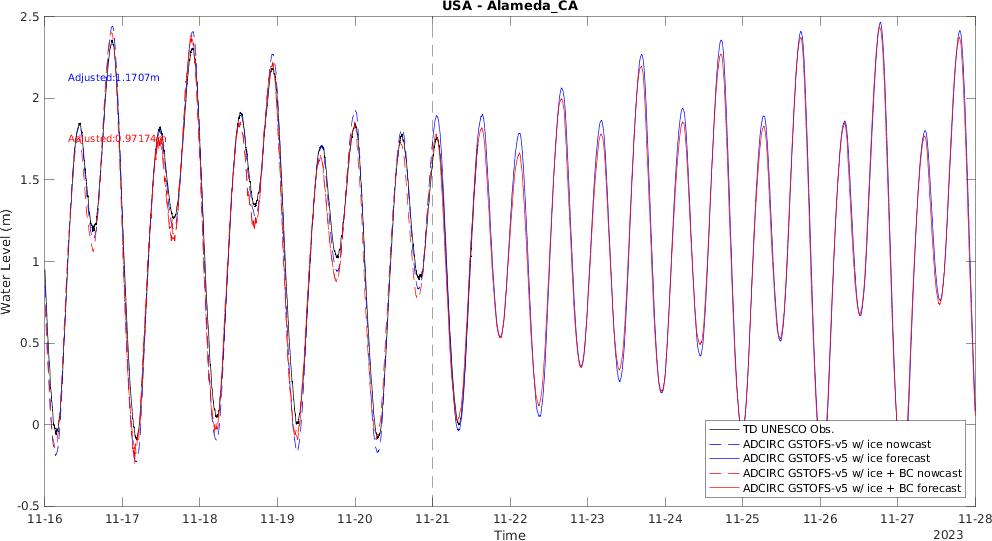 USA - Alameda_CA
2.5
2
1.5
1
0.5
0
-0.5
Water Level (m)
Adjusted:1.1707m
Adjusted:0.97174m
TD UNESCO Obs.
ADCIRC GSTOFS-v5 w/ ice nowcast
ADCIRC GSTOFS-v5 w/ ice forecast
ADCIRC GSTOFS-v5 w/ ice + BC nowcast
ADCIRC GSTOFS-v5 w/ ice + BC forecast
11-16 11-17 11-18 11-19 11-20 11-21 11-22 11-23 11-24 11-25 11-26 11-27 11-28
Time
2023